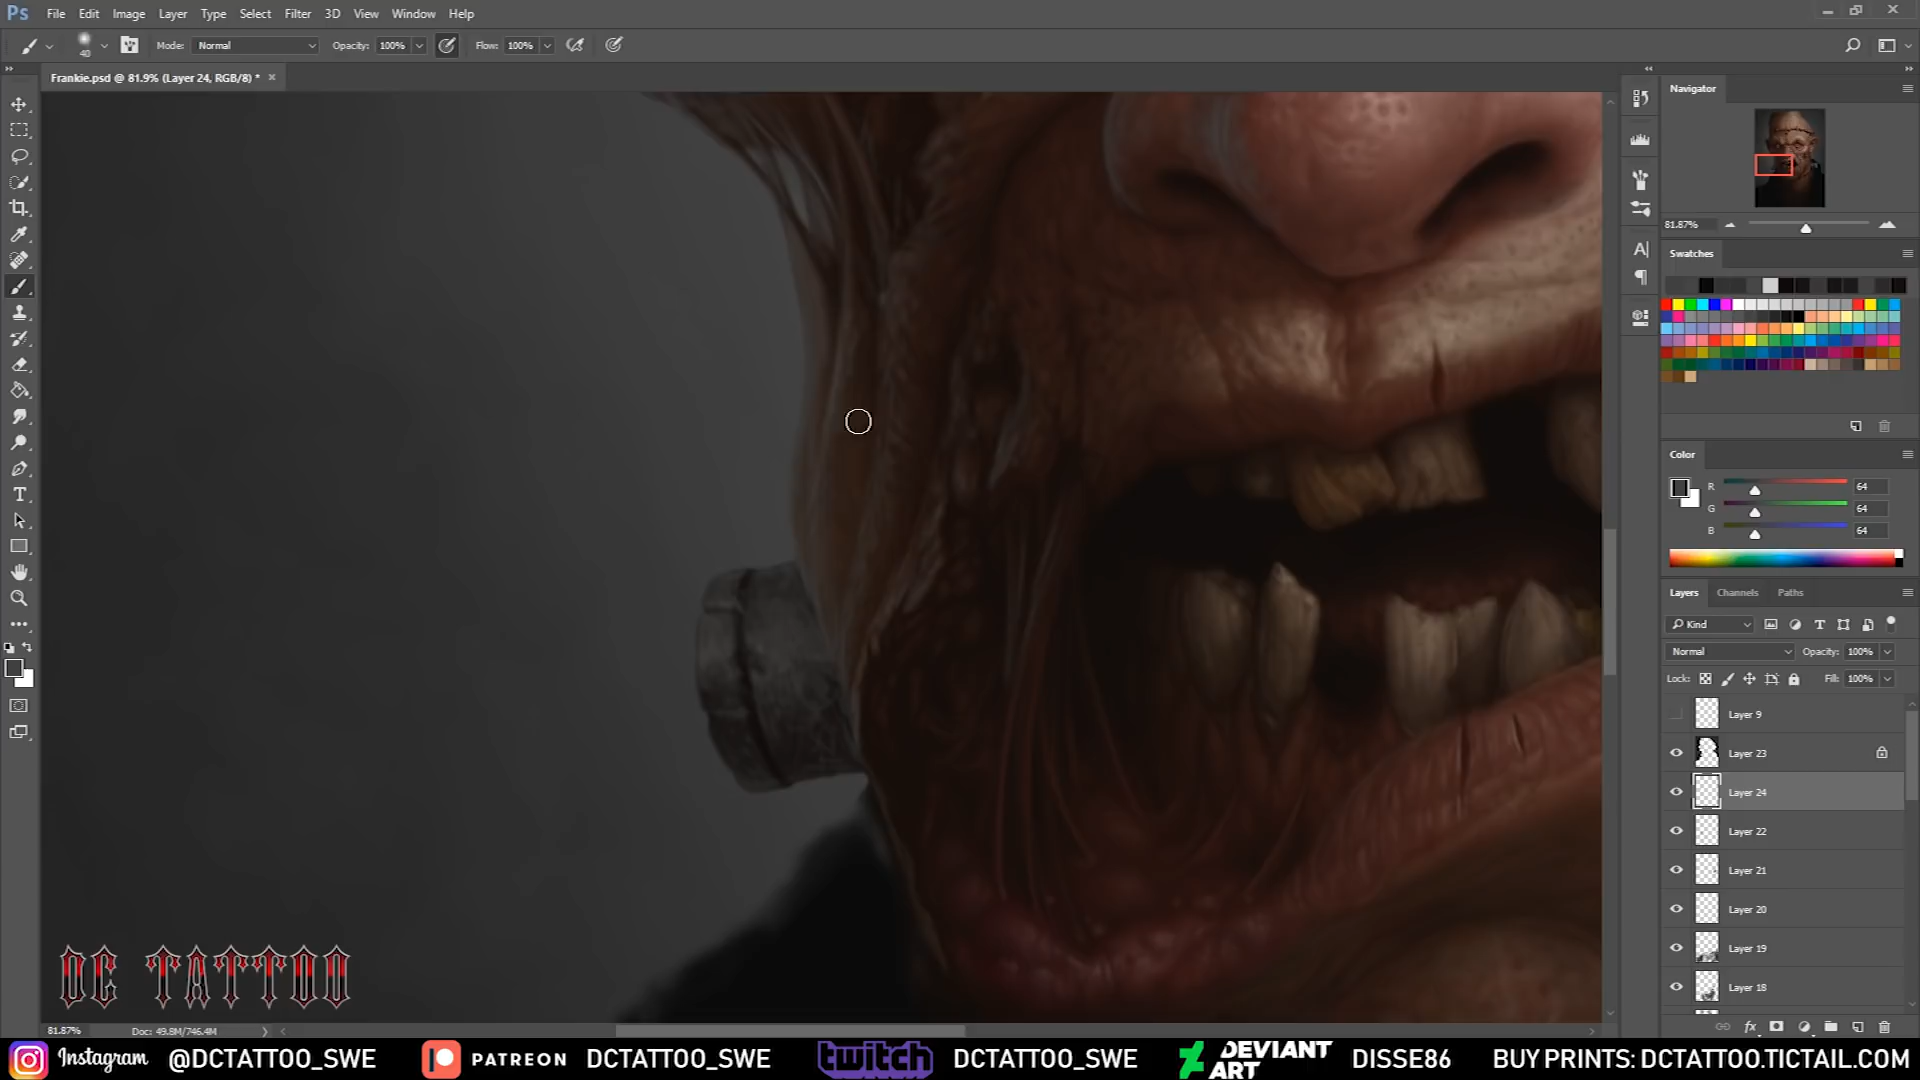 Ps File Edit Image Layer Type Select Filter 3D View Window Help
40 Mode: Normal Opacity: 100% Flow: 100%
Frankie.psd @ 81.9% (Layer 24, RGB/8) * ×
Navigator
81.87%
Swatches
Color
R 64
G 64
B 64
Layers Channels Paths
Kind
Normal Opacity: 100%
Lock: Fill: 100%
Layer 9
Layer 23
Layer 24
Layer 22
Layer 21
Layer 20
Layer 19
Layer 18
DC TATTOO
81.87% Doc: 49.8M/746.4M
Instagram @DCTATTOO_SWE PATREON DCTATTOO_SWE twitch DCTATTOO_SWE DEVIANT ART DISSE86 BUY PRINTS: DCTATTOO.TICTAIL.COM